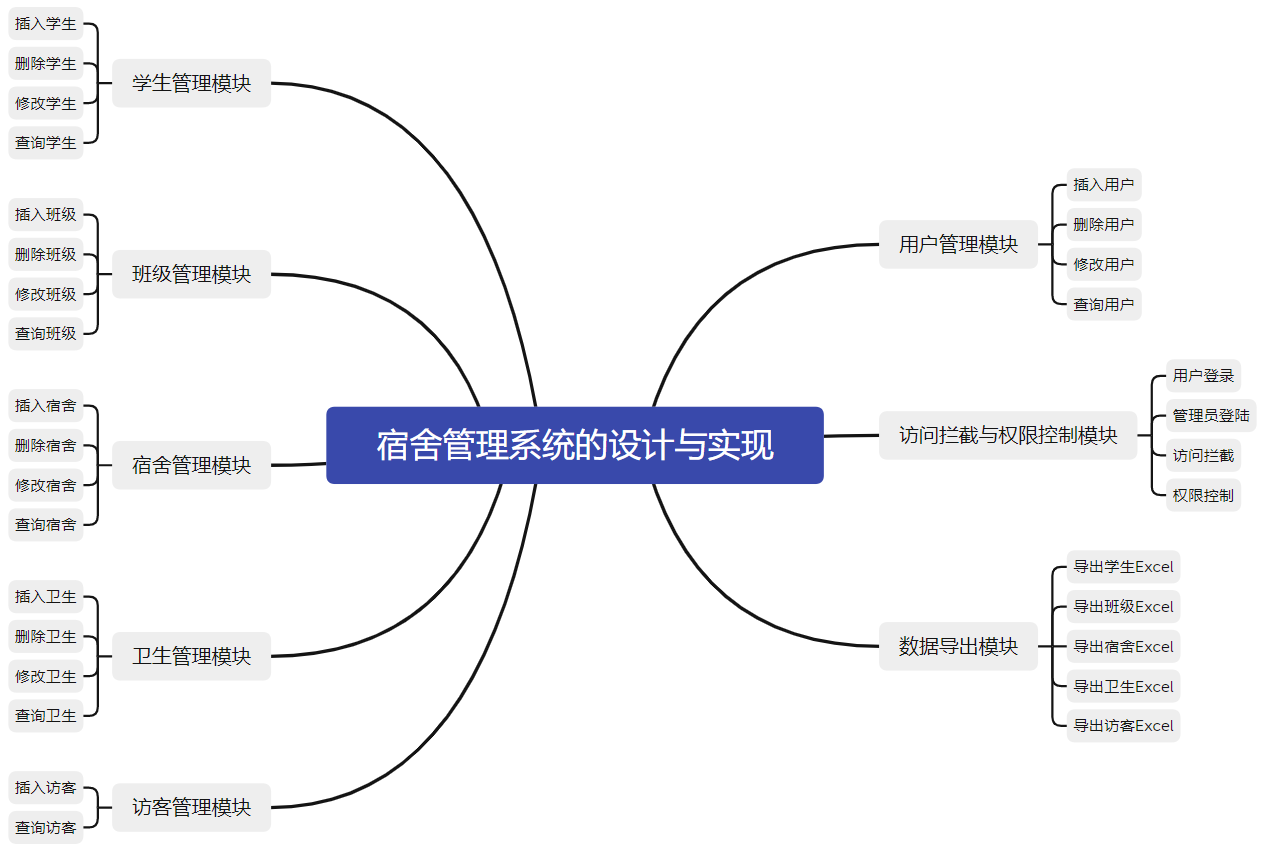 宿舍管理系统的设计与实现
学生管理模块
插入学生
删除学生
修改学生
查询学生
班级管理模块
插入班级
删除班级
修改班级
查询班级
宿舍管理模块
插入宿舍
删除宿舍
修改宿舍
查询宿舍
卫生管理模块
插入卫生
删除卫生
修改卫生
查询卫生
访客管理模块
插入访客
查询访客
用户管理模块
插入用户
删除用户
修改用户
查询用户
访问拦截与权限控制模块
用户登录
管理员登陆
访问拦截
权限控制
数据导出模块
导出学生Excel
导出班级Excel
导出宿舍Excel
导出卫生Excel
导出访客Excel